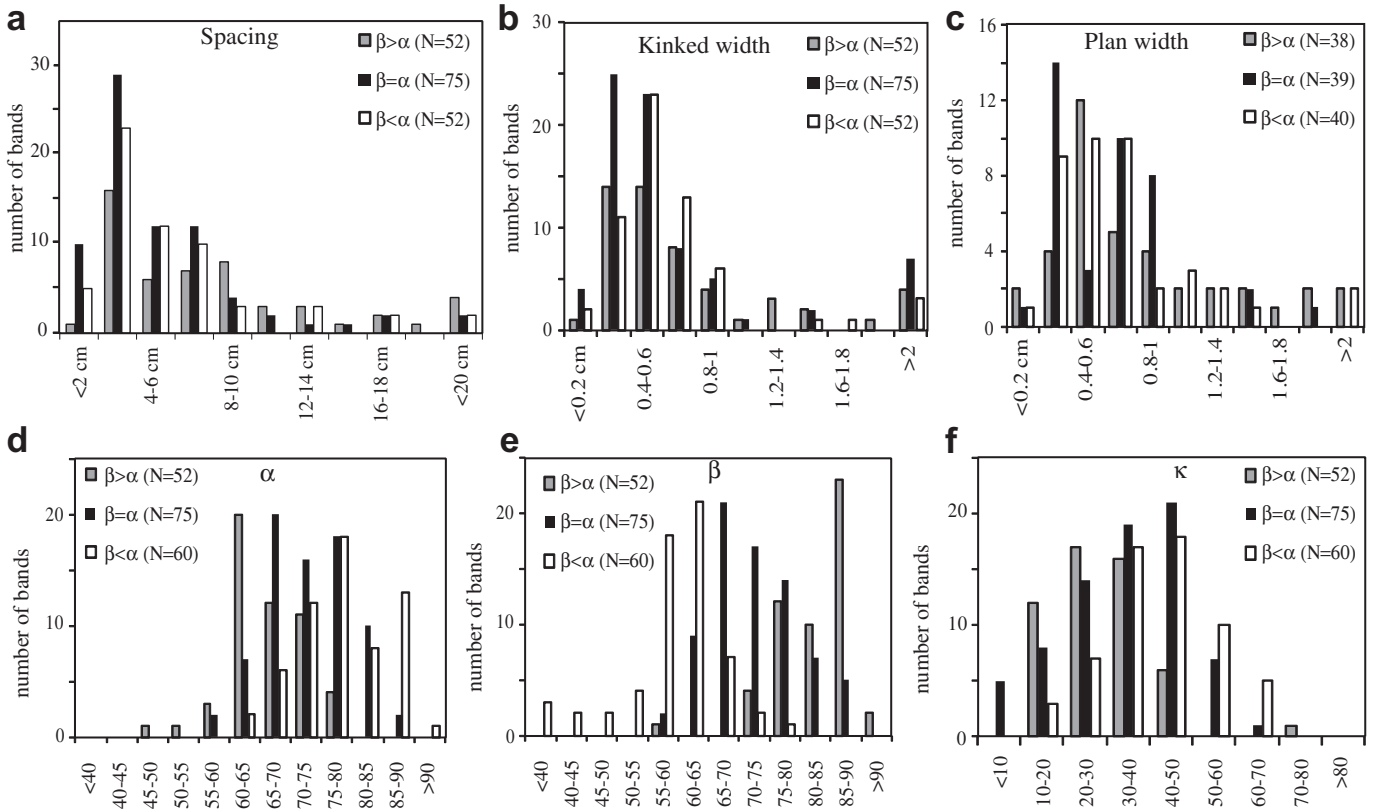 a
Spacing
β>α (N=52)
β=α (N=75)
β<α (N=52)
number of bands
30
20
10
0
<2 cm
4-6 cm
8-10 cm
12-14 cm
16-18 cm
<20 cm
b
Kinked width
β>α (N=52)
β=α (N=75)
β<α (N=52)
number of bands
30
20
10
0
<0.2 cm
0.4-0.6
0.8-1
1.2-1.4
1.6-1.8
>2
c
Plan width
β>α (N=38)
β=α (N=39)
β<α (N=40)
number of bands
16
12
8
4
0
<0.2 cm
0.4-0.6
0.8-1
1.2-1.4
1.6-1.8
>2
d
α
β>α (N=52)
β=α (N=75)
β<α (N=60)
number of bands
20
10
0
<40
40-45
45-50
50-55
55-60
60-65
65-70
70-75
75-80
80-85
85-90
>90
e
β
β>α (N=52)
β=α (N=75)
β<α (N=60)
number of bands
20
10
0
<40
40-45
45-50
50-55
55-60
60-65
65-70
70-75
75-80
80-85
85-90
>90
f
κ
β>α (N=52)
β=α (N=75)
β<α (N=60)
number of bands
20
10
0
<10
10-20
20-30
30-40
40-50
50-60
60-70
70-80
>80